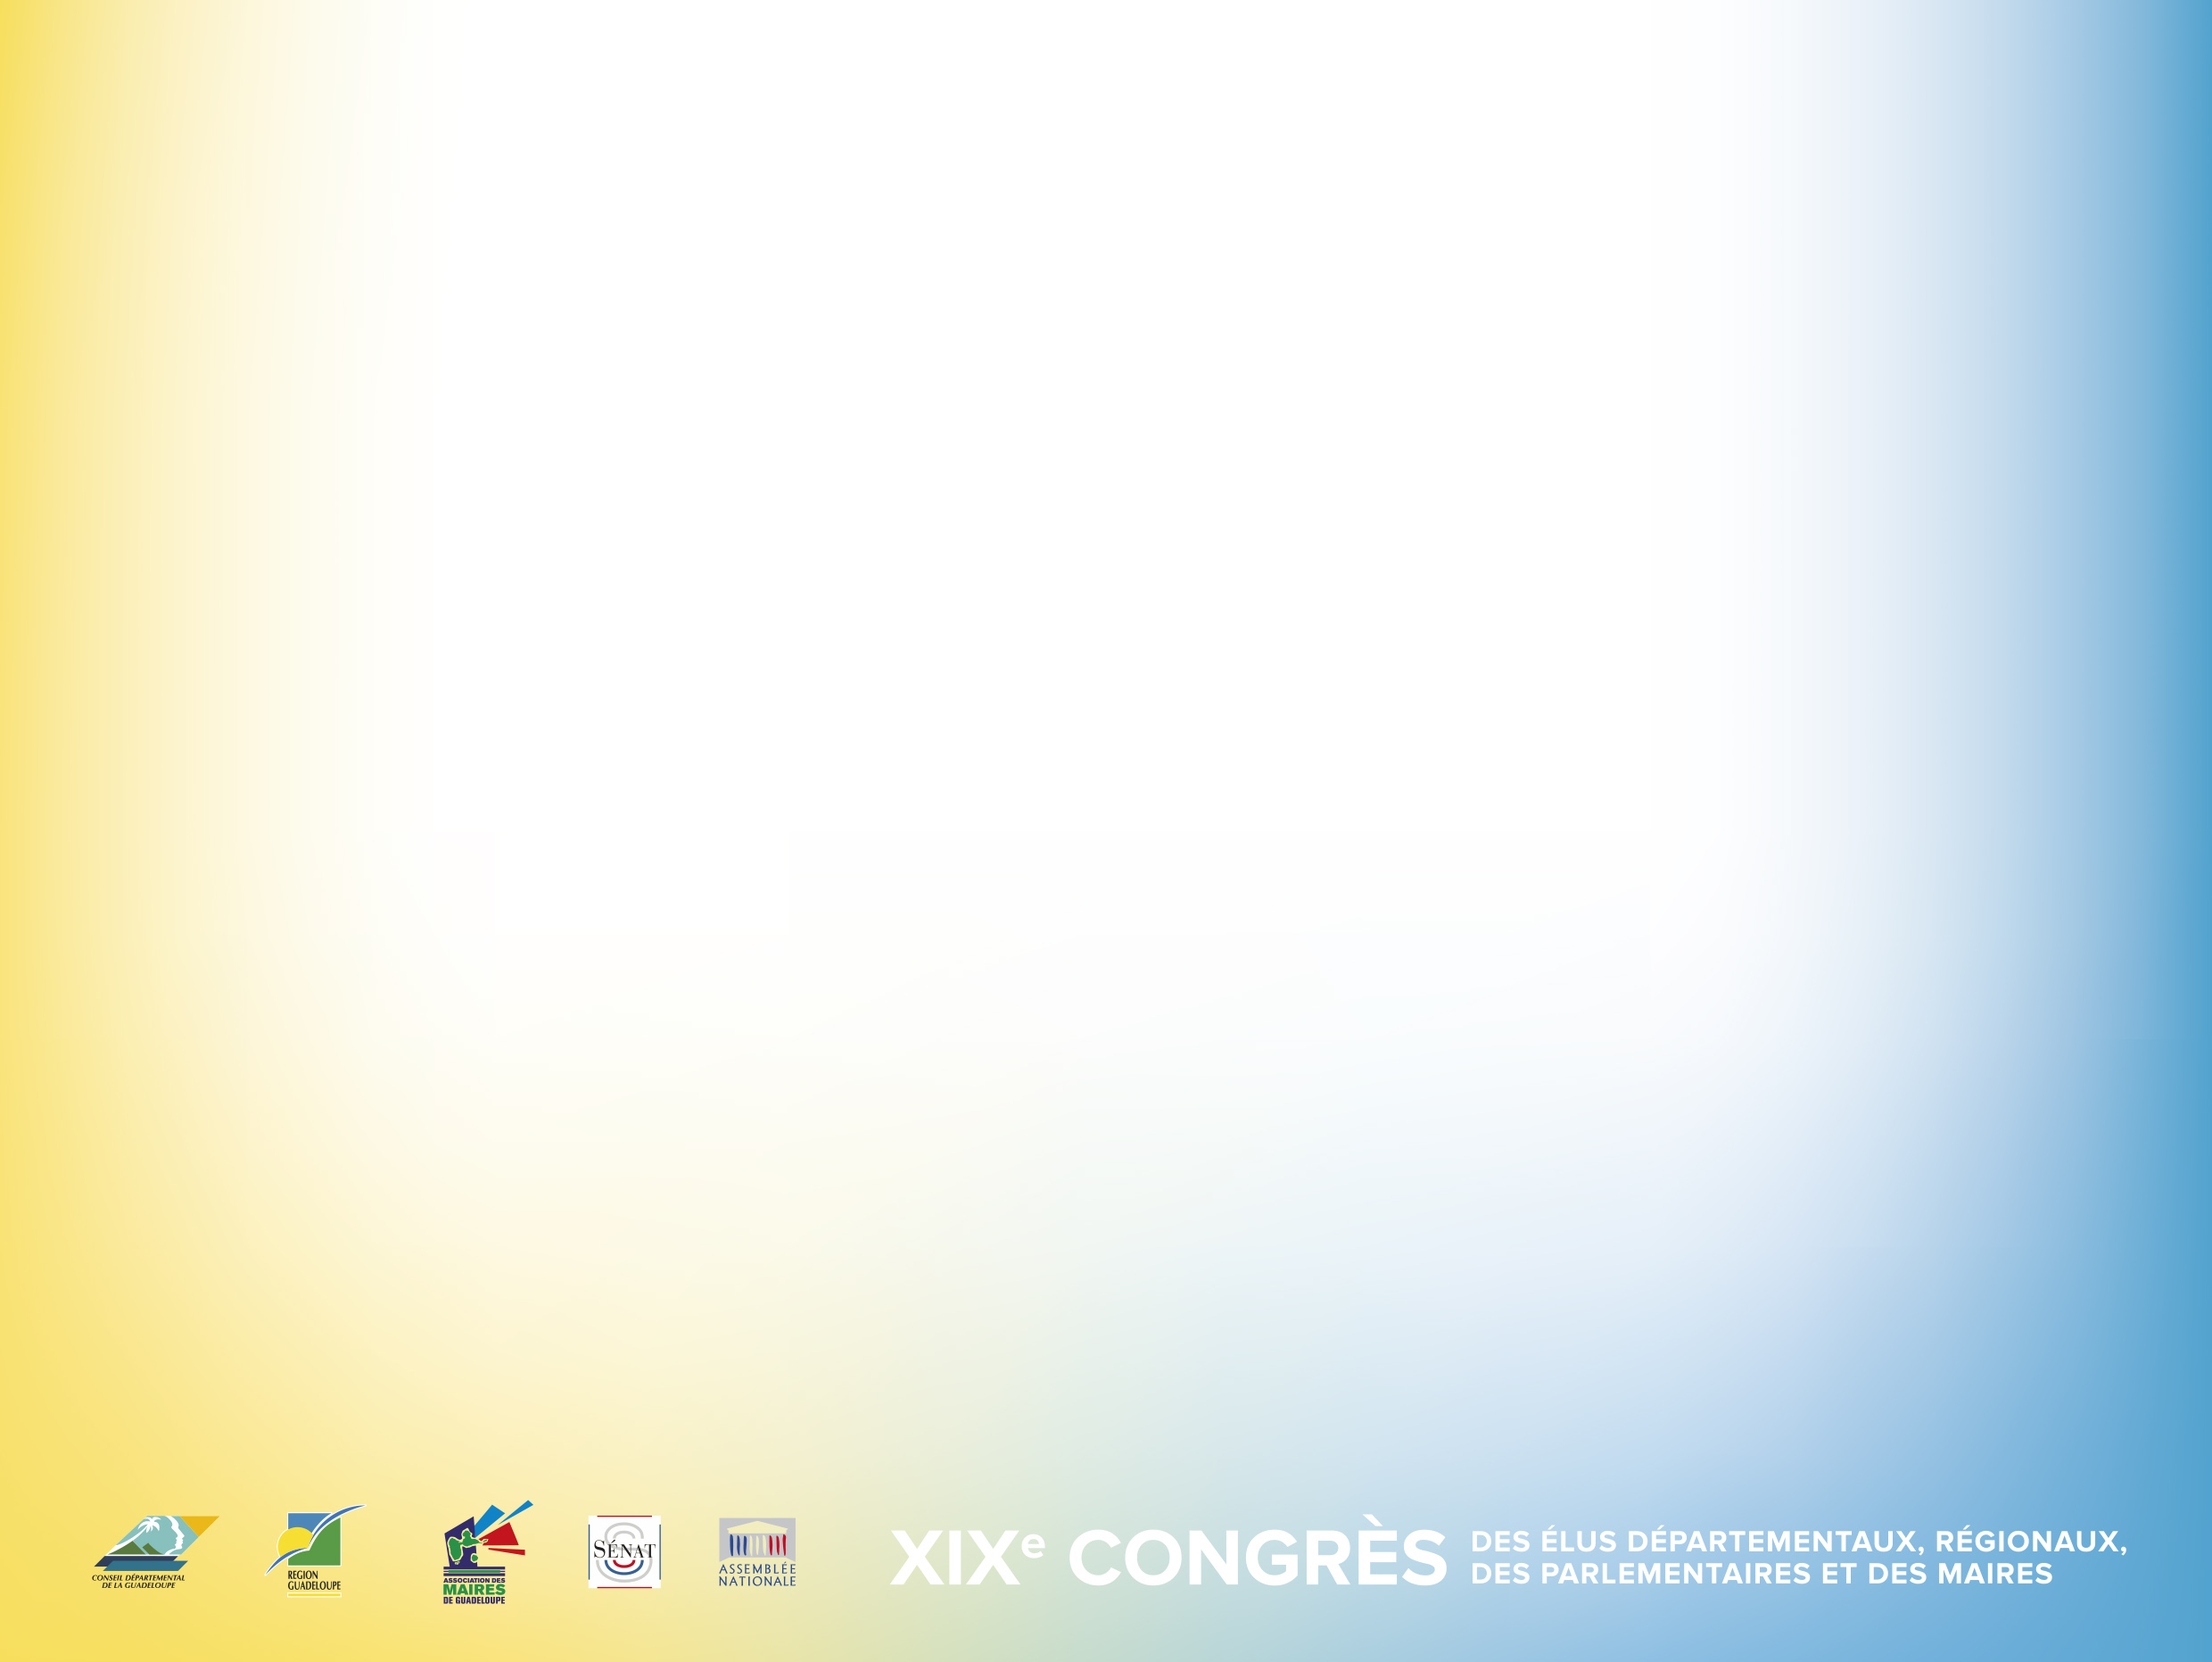 CONSEIL DÉPARTEMENTAL
DE LA GUADELOUPE
REGION
GUADELOUPE
ASSOCIATION DES
MAIRES
DE GUADELOUPE
SÉNAT
ASSEMBLÉE
NATIONALE
XIXe CONGRÈS
DES ÉLUS DÉPARTEMENTAUX, RÉGIONAUX,
DES PARLEMENTAIRES ET DES MAIRES